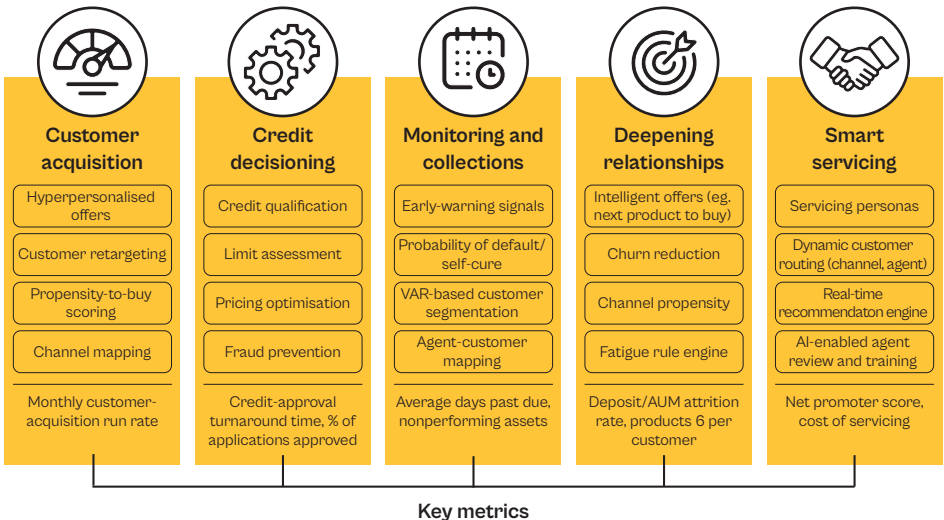 Customer
acquisition
Hyperpersonalised
offers
Customer retargeting
Propensity-to-buy
scoring
Channel mapping
Monthly customer-
acquisition run rate
Credit
decisioning
Credit qualification
Limit assessment
Pricing optimisation
Fraud prevention
Credit-approval
turnaround time, % of
applications approved
Monitoring and
collections
Early-warning signals
Probability of default/
self-cure
VAR-based customer
segmentation
Agent-customer
mapping
Average days past due,
nonperforming assets
Deepening
relationships
Intelligent offers (eg.
next product to buy)
Churn reduction
Channel propensity
Fatigue rule engine
Deposit/AUM attrition
rate, products 6 per
customer
Smart
servicing
Servicing personas
Dynamic customer
routing (channel, agent)
Real-time
recommendaton engine
AI-enabled agent
review and training
Net promoter score,
cost of servicing
Key metrics